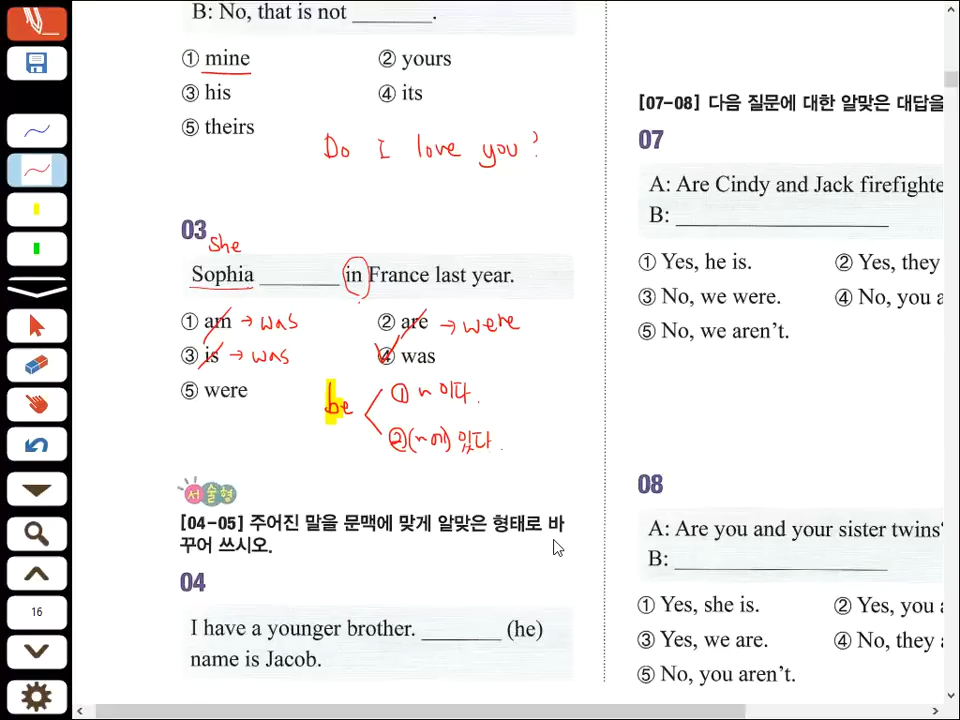 B: No, that is not ________.
① mine
② yours
③ his
④ its
⑤ theirs
Do I love you?
03
She
Sophia ________ in France last year.
① am → was
② are → were
③ is → was
④ was
⑤ were
be
① n 이다.
② (n 에) 있다.
서술형
[04-05] 주어진 말을 문맥에 맞게 알맞은 형태로 바
꾸어 쓰시오.
04
I have a younger brother. ________ (he)
name is Jacob.
[07-08] 다음 질문에 대한 알맞은 대답을
07
A: Are Cindy and Jack firefighte
B: ____________________
① Yes, he is.
② Yes, they
③ No, we were.
④ No, you a
⑤ No, we aren't.
08
A: Are you and your sister twins?
B: ____________________
① Yes, she is.
② Yes, you a
③ Yes, we are.
④ No, they a
⑤ No, you aren't.
16